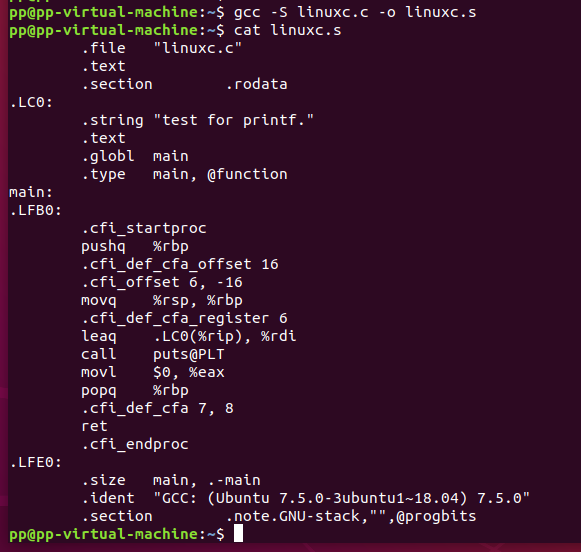 pp@pp-virtual-machine:~$ gcc -S linuxc.c -o linuxc.s
pp@pp-virtual-machine:~$ cat linuxc.s
.file "linuxc.c"
.text
.section .rodata
.LC0:
.string "test for printf."
.text
.globl main
.type main, @function
main:
.LFB0:
.cfi_startproc
pushq %rbp
.cfi_def_cfa_offset 16
.cfi_offset 6, -16
movq %rsp, %rbp
.cfi_def_cfa_register 6
leaq .LC0(%rip), %rdi
call puts@PLT
movl $0, %eax
popq %rbp
.cfi_def_cfa 7, 8
ret
.cfi_endproc
.LFE0:
.size main, .-main
.ident "GCC: (Ubuntu 7.5.0-3ubuntu1~18.04) 7.5.0"
.section .note.GNU-stack,"",@progbits
pp@pp-virtual-machine:~$